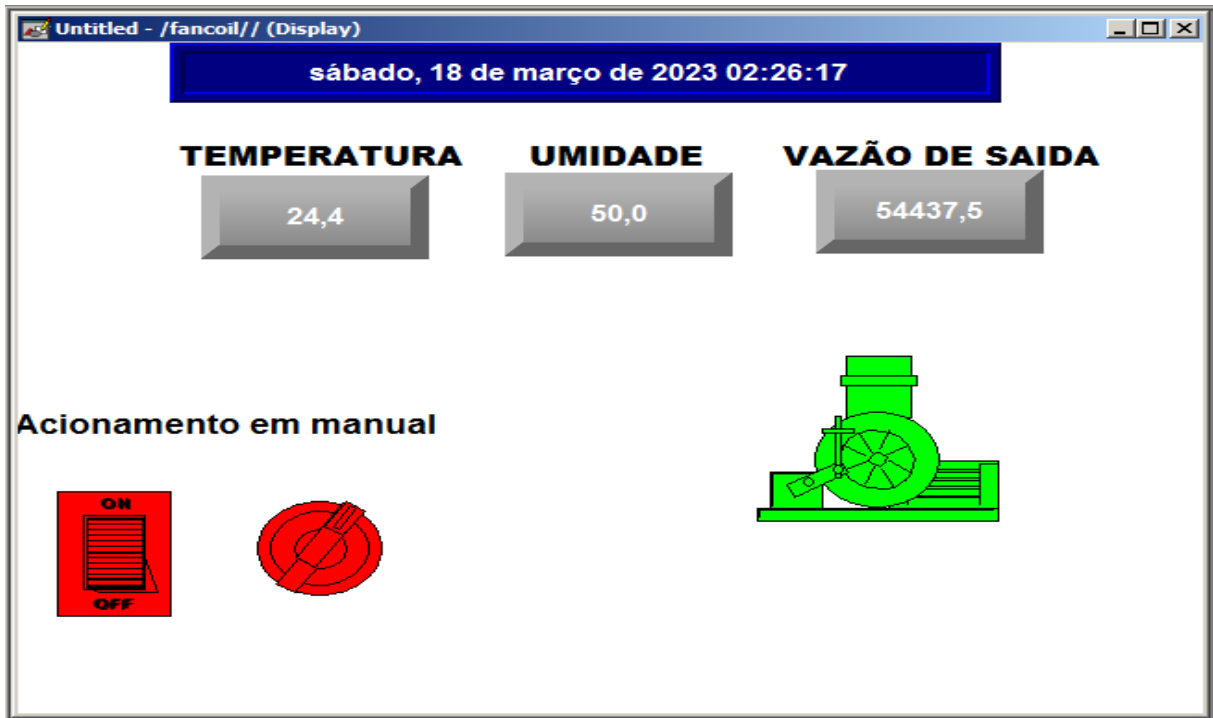 Untitled - /fancoil// (Display)
sábado, 18 de março de 2023 02:26:17
TEMPERATURA UMIDADE VAZÃO DE SAIDA
24,4 50,0 54437,5
Acionamento em manual
ON
OFF